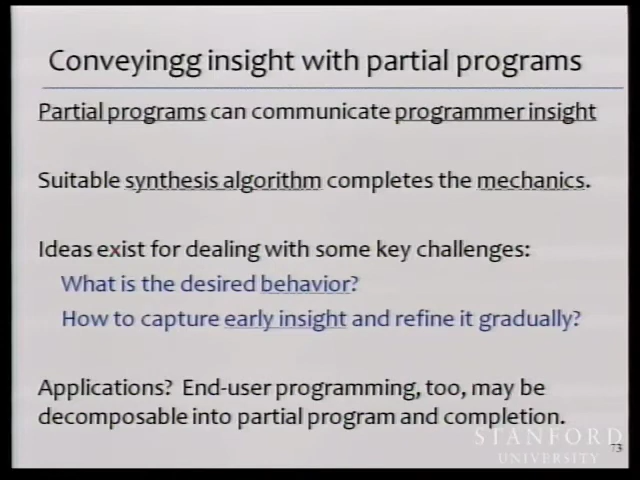 Conveyingg insight with partial programs
Partial programs can communicate programmer insight
Suitable synthesis algorithm completes the mechanics.
Ideas exist for dealing with some key challenges:
What is the desired behavior?
How to capture early insight and refine it gradually?
Applications? End-user programming, too, may be
decomposable into partial program and completion.
STANFORD
UNIVERSITY
73